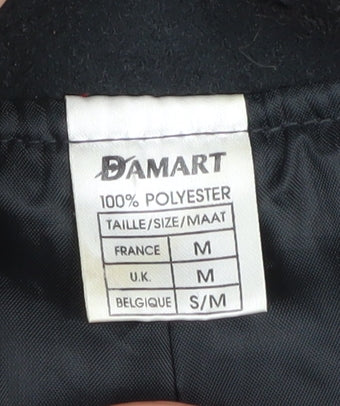 DAMART
100% POLYESTER
TAILLE/SIZE/MAAT
FRANCE M
U.K. M
BELGIQUE S/M